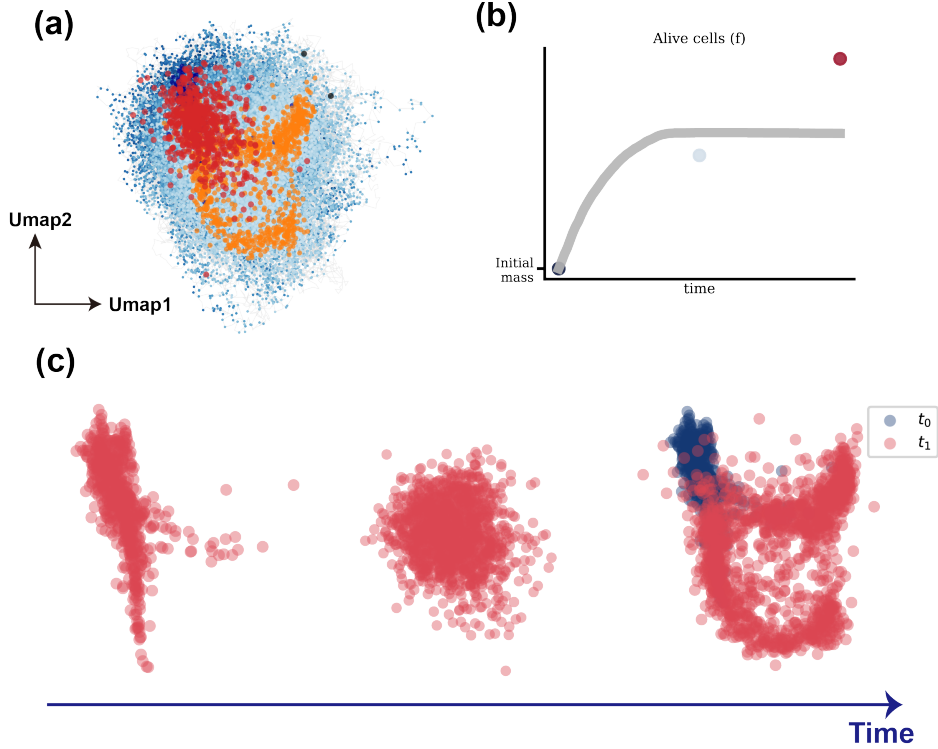 (a)
Umap2
Umap1
(b)
Alive cells (f)
Initial
mass
time
(c)
t₀
t₁
Time